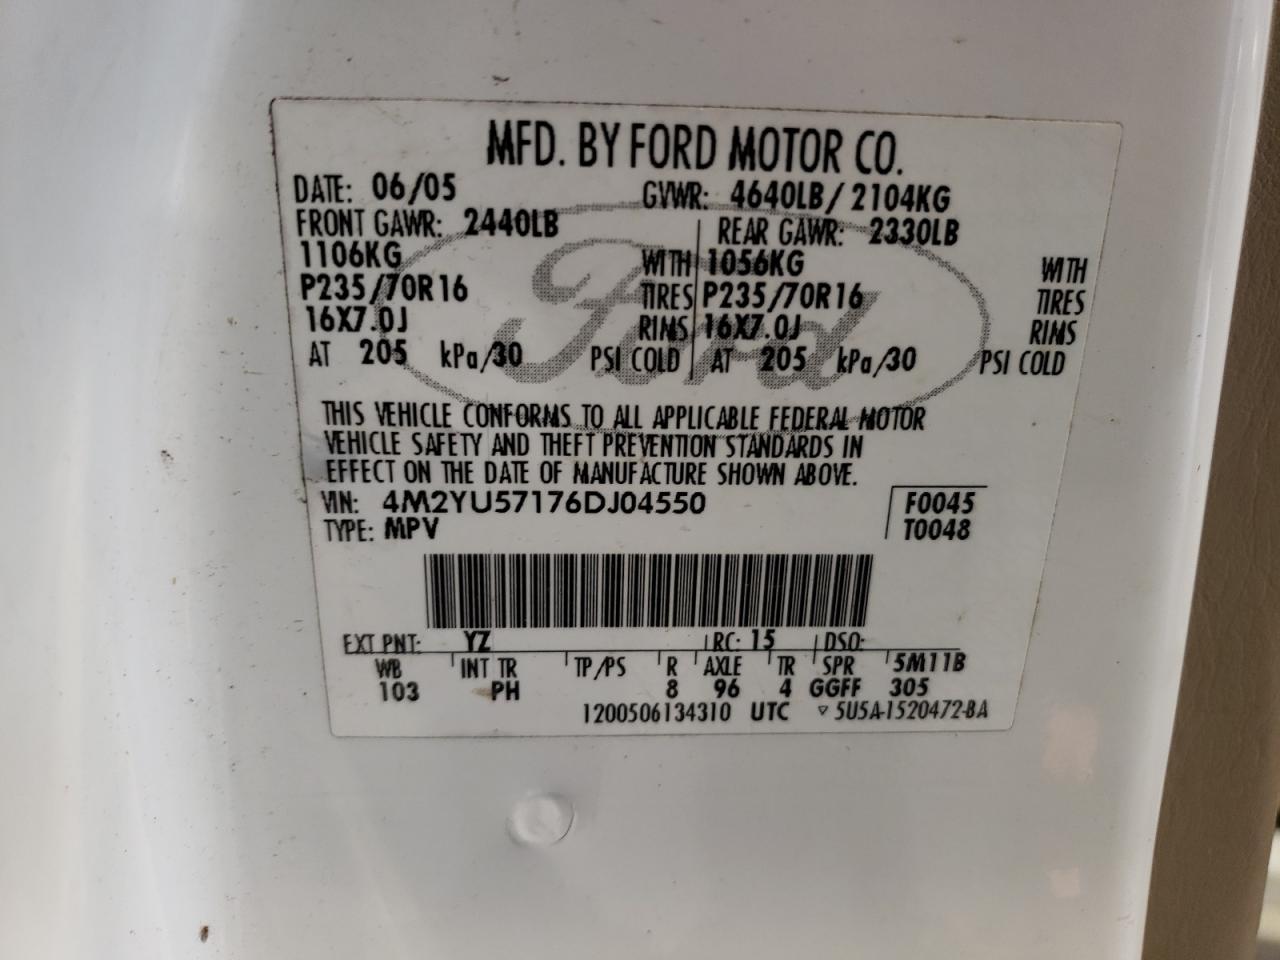 MFD. BY FORD MOTOR CO.
DATE: 06/05 GVWR: 4640LB/ 2104KG
FRONT GAWR: 2440LB REAR GAWR: 2330LB
1106KG WITH 1056KG WITH
P235/70R16 TIRES P235/70R16 TIRES
16X7.0J RIMS 16X7.0J RIMS
AT 205 kPa/30 PSI COLD AT 205 kPa/30 PSI COLD
Ford
THIS VEHICLE CONFORMS TO ALL APPLICABLE FEDERAL MOTOR
VEHICLE SAFETY AND THEFT PREVENTION STANDARDS IN
EFFECT ON THE DATE OF MANUFACTURE SHOWN ABOVE.
VIN: 4M2YU57176DJ04550 F0045
TYPE: MPV T0048
EXT PNT: YZ RC: 15 DSO:
WB INT TR TP/PS R AXLE TR SPR 5M11B
103 PH 8 96 4 GGFF 305
1200506134310 UTC ▽ 5U5A-1520472-BA